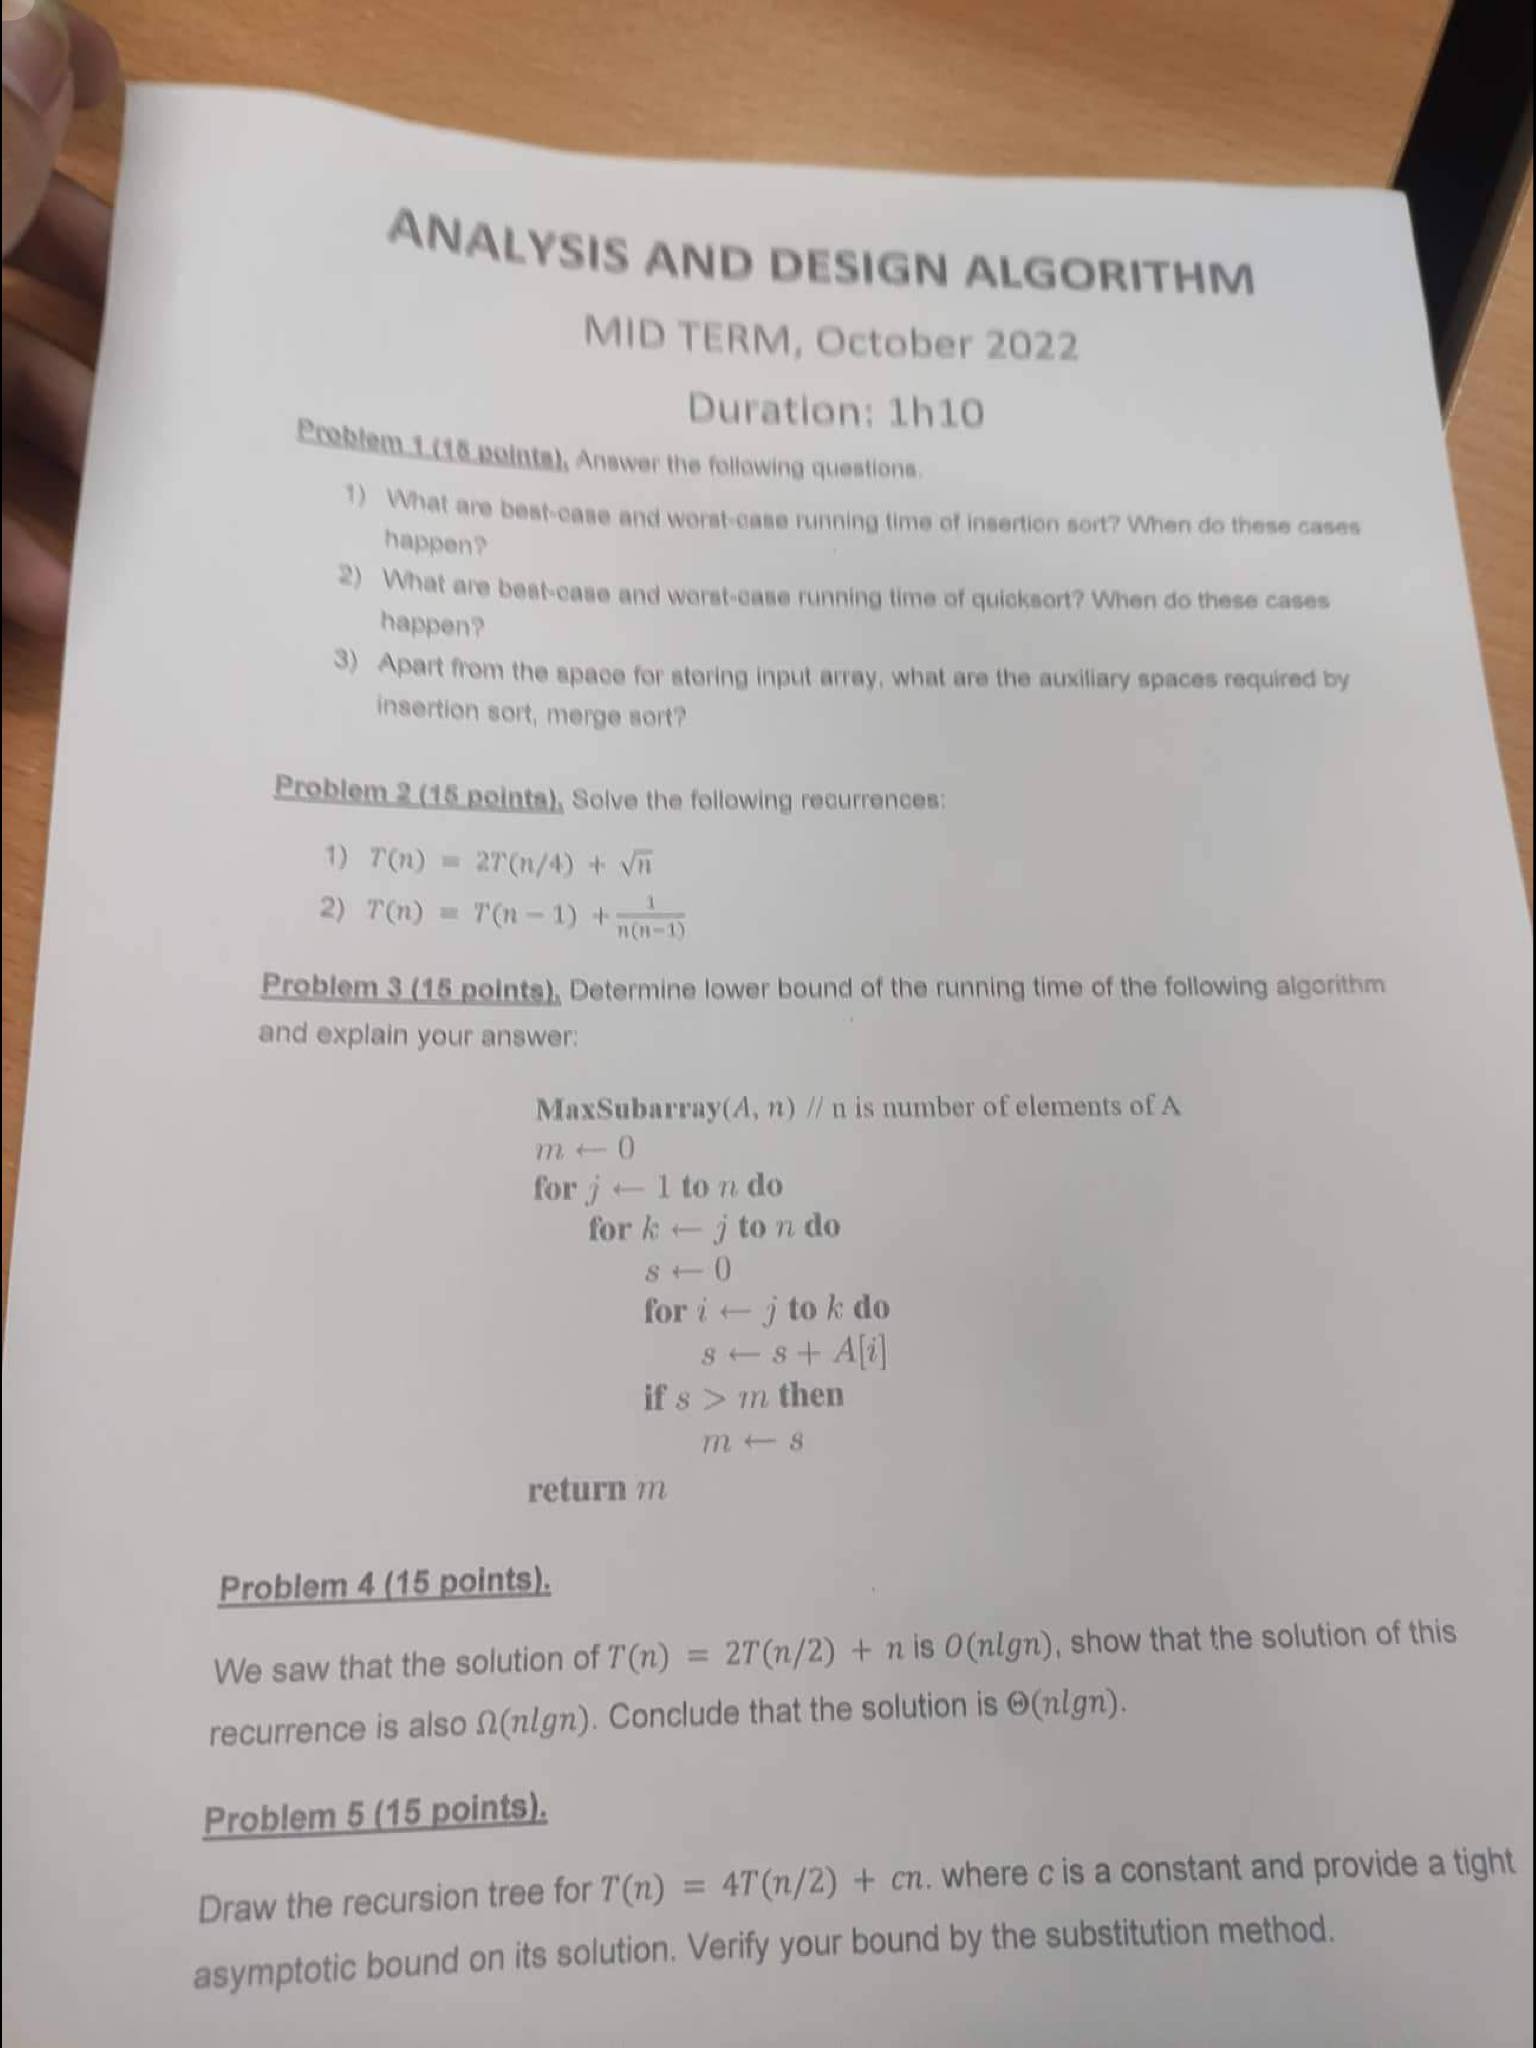 ANALYSIS AND DESIGN ALGORITHM
MID TERM, October 2022
Duration: 1h10
Problem 1 (15 points). Answer the following questions.
1) What are best-case and worst-case running time of insertion sort? When do these cases
happen?
2) What are best-case and worst-case running time of quicksort? When do these cases
happen?
3) Apart from the space for storing input array, what are the auxiliary spaces required by
insertion sort, merge sort?
Problem 2 (15 points). Solve the following recurrences:
1) T(n) = 2T(n/4) + √n
2) T(n) = T(n − 1) + 1/n(n−1)
Problem 3 (15 points). Determine lower bound of the running time of the following algorithm
and explain your answer:
MaxSubarray(A, n) // n is number of elements of A
m ← 0
for j ← 1 to n do
for k ← j to n do
s ← 0
for i ← j to k do
s ← s + A[i]
if s > m then
m ← s
return m
Problem 4 (15 points).
We saw that the solution of T(n) = 2T(n/2) + n is O(nlgn), show that the solution of this
recurrence is also Ω(nlgn). Conclude that the solution is Θ(nlgn).
Problem 5 (15 points).
Draw the recursion tree for T(n) = 4T(n/2) + cn. where c is a constant and provide a tight
asymptotic bound on its solution. Verify your bound by the substitution method.